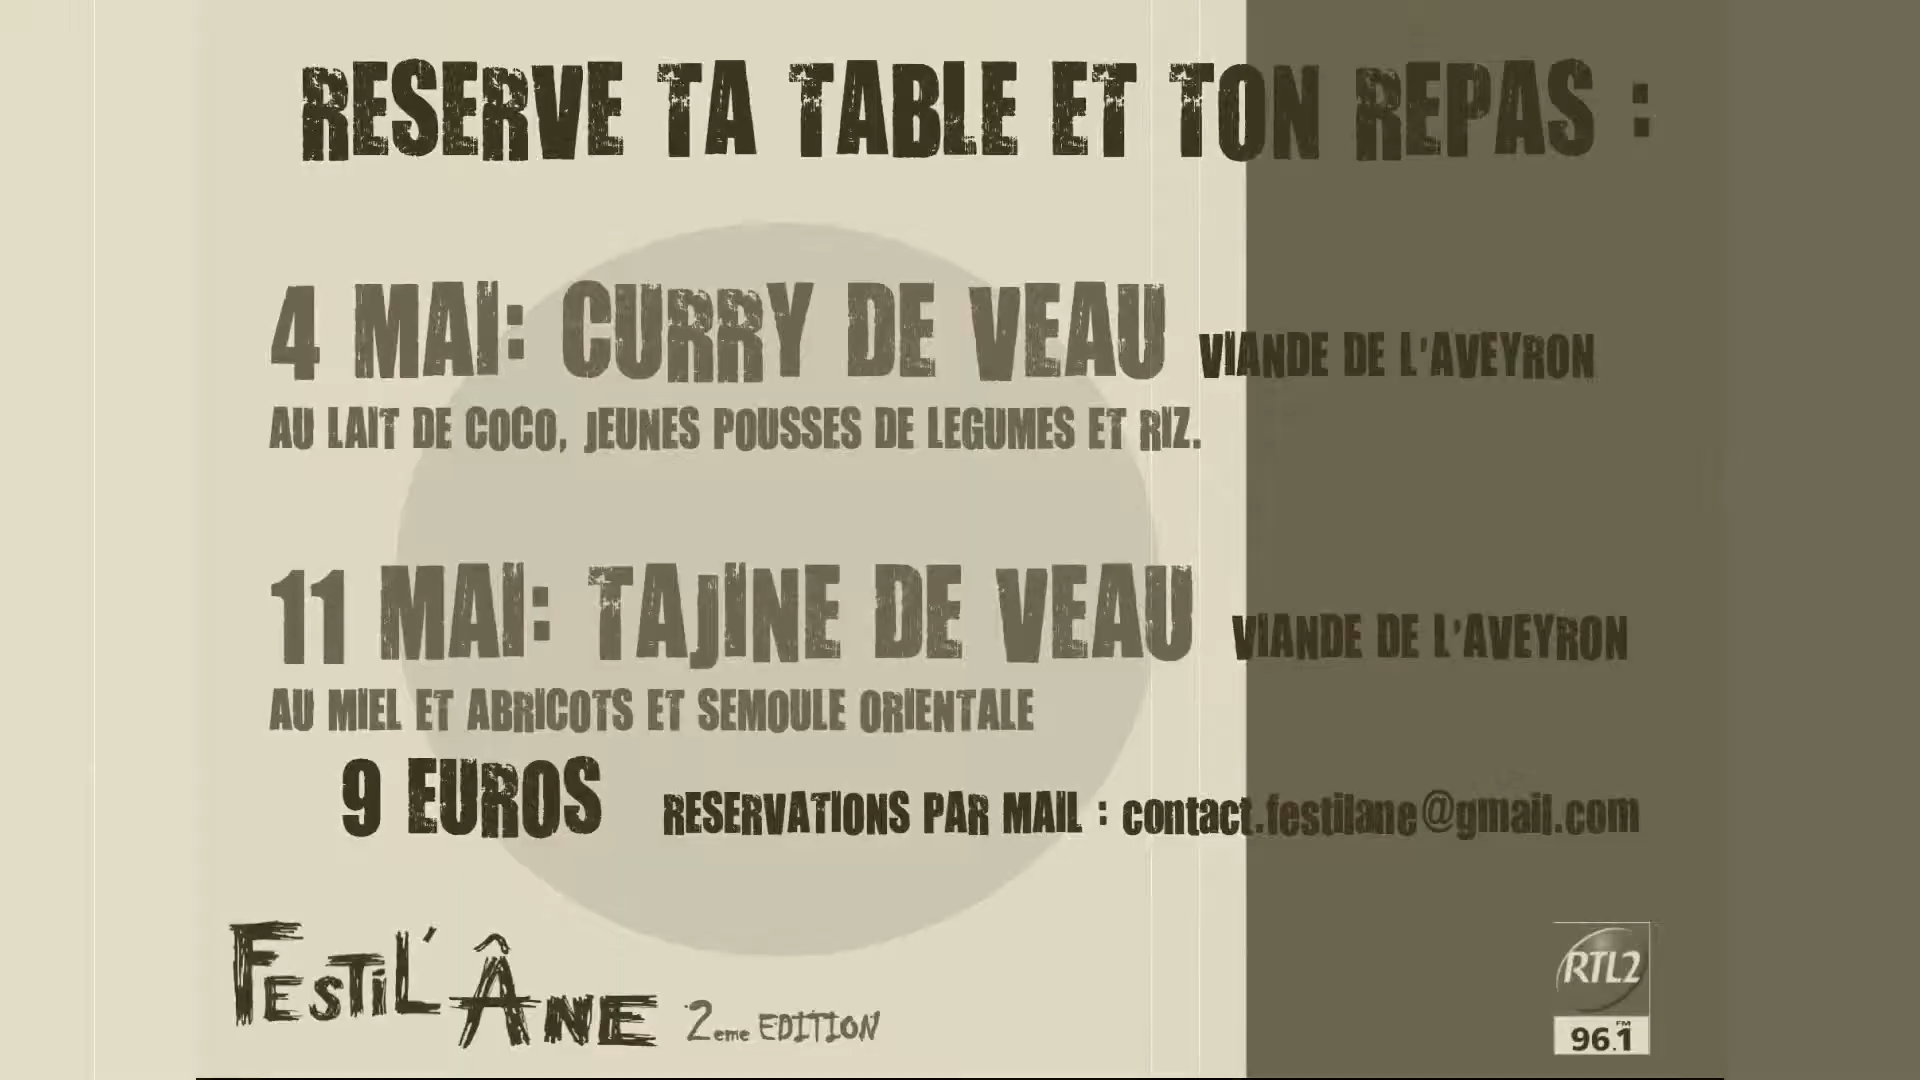 RESERVE TA TABLE ET TON REPAS :
4 MAI: CURRY DE VEAU VIANDE DE L'AVEYRON
AU LAIT DE COCO, JEUNES POUSSES DE LEGUMES ET RIZ.
11 MAI: TAJINE DE VEAU VIANDE DE L'AVEYRON
AU MIEL ET ABRICOTS ET SEMOULE ORIENTALE
9 EUROS RESERVATIONS PAR MAIL : contact.festilane@gmail.com
FESTIL'ÂNE 2eme EDITION
RTL2
FM
96.1